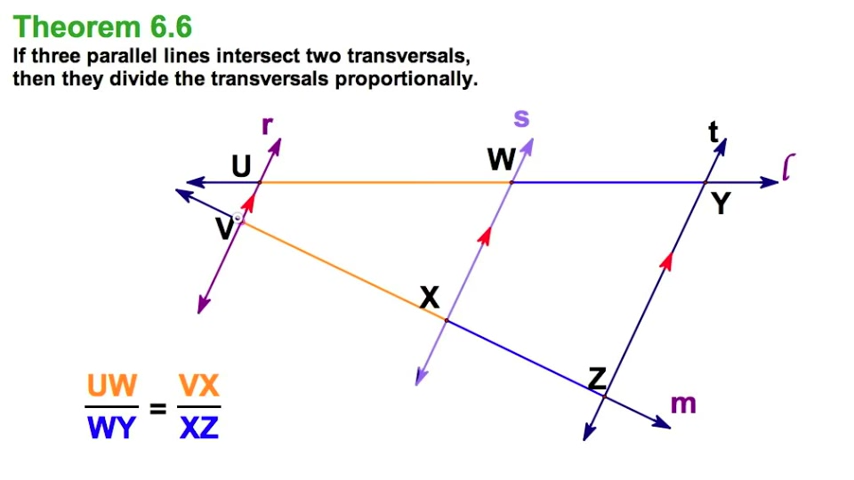 Theorem 6.6
If three parallel lines intersect two transversals,
then they divide the transversals proportionally.
r
s
t
l
U
W
Y
V
X
Z
m
UW
WY
=
VX
XZ